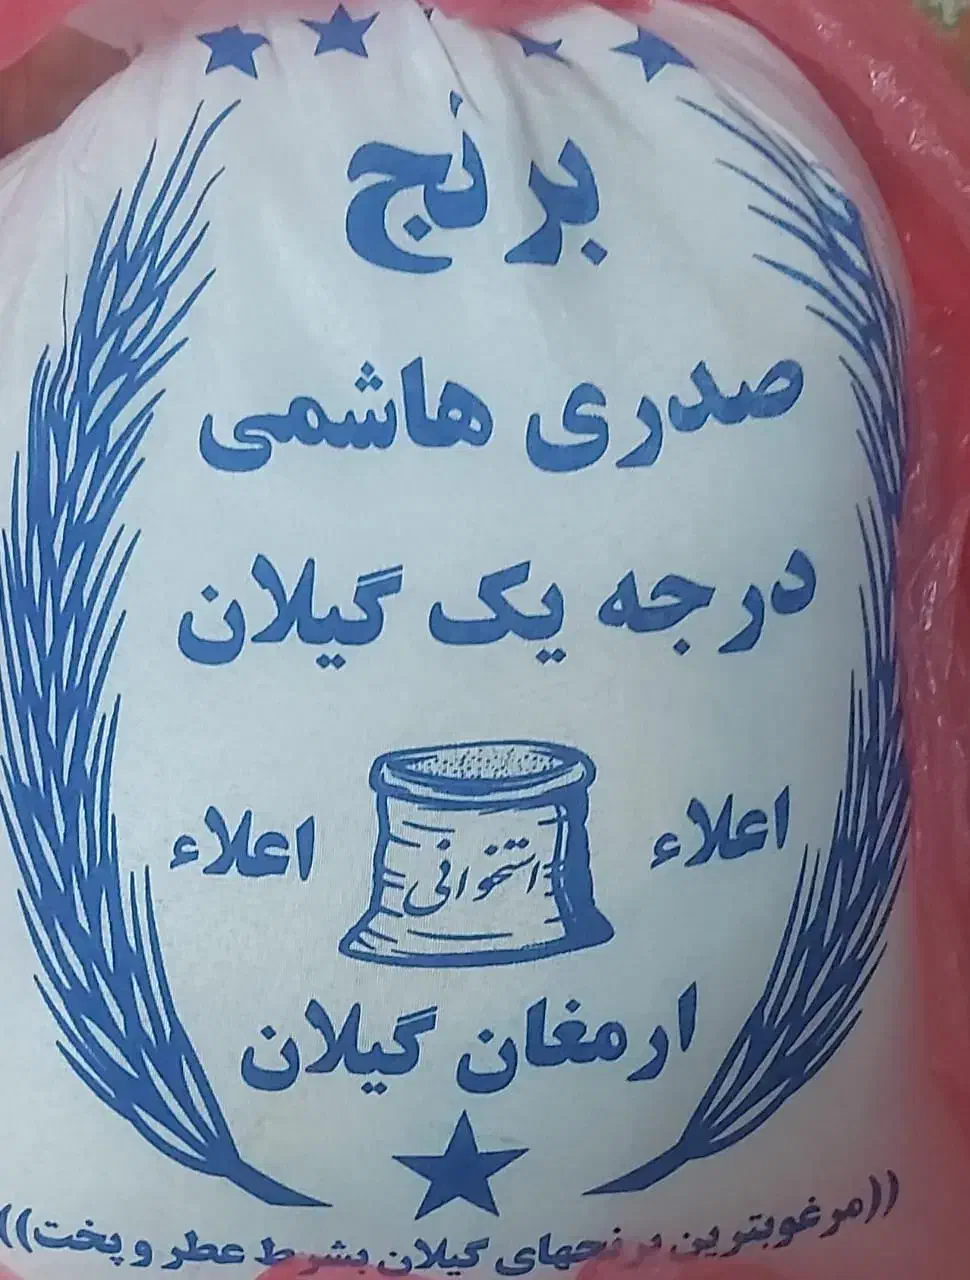 برنج
صدری هاشمی
درجه یک گیلان
اعلاء
استخوانی
اعلاء
ارمغان گیلان
((مرغوبترین برنجهای گیلان بشرط عطر و پخت))